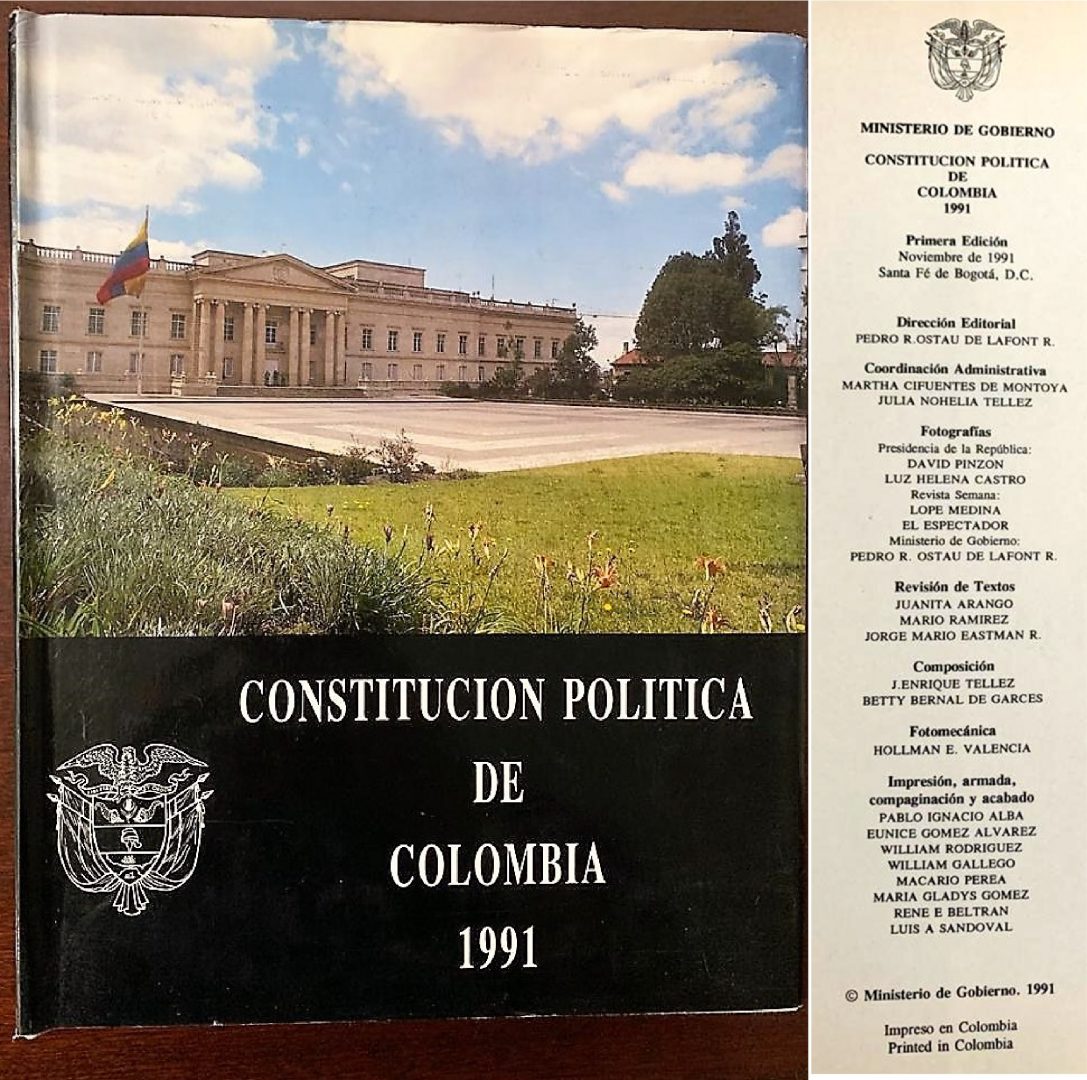 CONSTITUCION POLITICA
DE
COLOMBIA
1991
MINISTERIO DE GOBIERNO
CONSTITUCION POLITICA
DE
COLOMBIA
1991
Primera Edición
Noviembre de 1991
Santa Fé de Bogotá, D.C.
Dirección Editorial
PEDRO R.OSTAU DE LAFONT R.
Coordinación Administrativa
MARTHA CIFUENTES DE MONTOYA
JULIA NOHELIA TELLEZ
Fotografías
Presidencia de la República:
DAVID PINZON
LUZ HELENA CASTRO
Revista Semana:
LOPE MEDINA
EL ESPECTADOR
Ministerio de Gobierno:
PEDRO R. OSTAU DE LAFONT R.
Revisión de Textos
JUANITA ARANGO
MARIO RAMIREZ
JORGE MARIO EASTMAN R.
Composición
J.ENRIQUE TELLEZ
BETTY BERNAL DE GARCES
Fotomecánica
HOLLMAN E. VALENCIA
Impresión, armada,
compaginación y acabado
PABLO IGNACIO ALBA
EUNICE GOMEZ ALVAREZ
WILLIAM RODRIGUEZ
WILLIAM GALLEGO
MACARIO PEREA
MARIA GLADYS GOMEZ
RENE E BELTRAN
LUIS A SANDOVAL
© Ministerio de Gobierno. 1991
Impreso en Colombia
Printed in Colombia